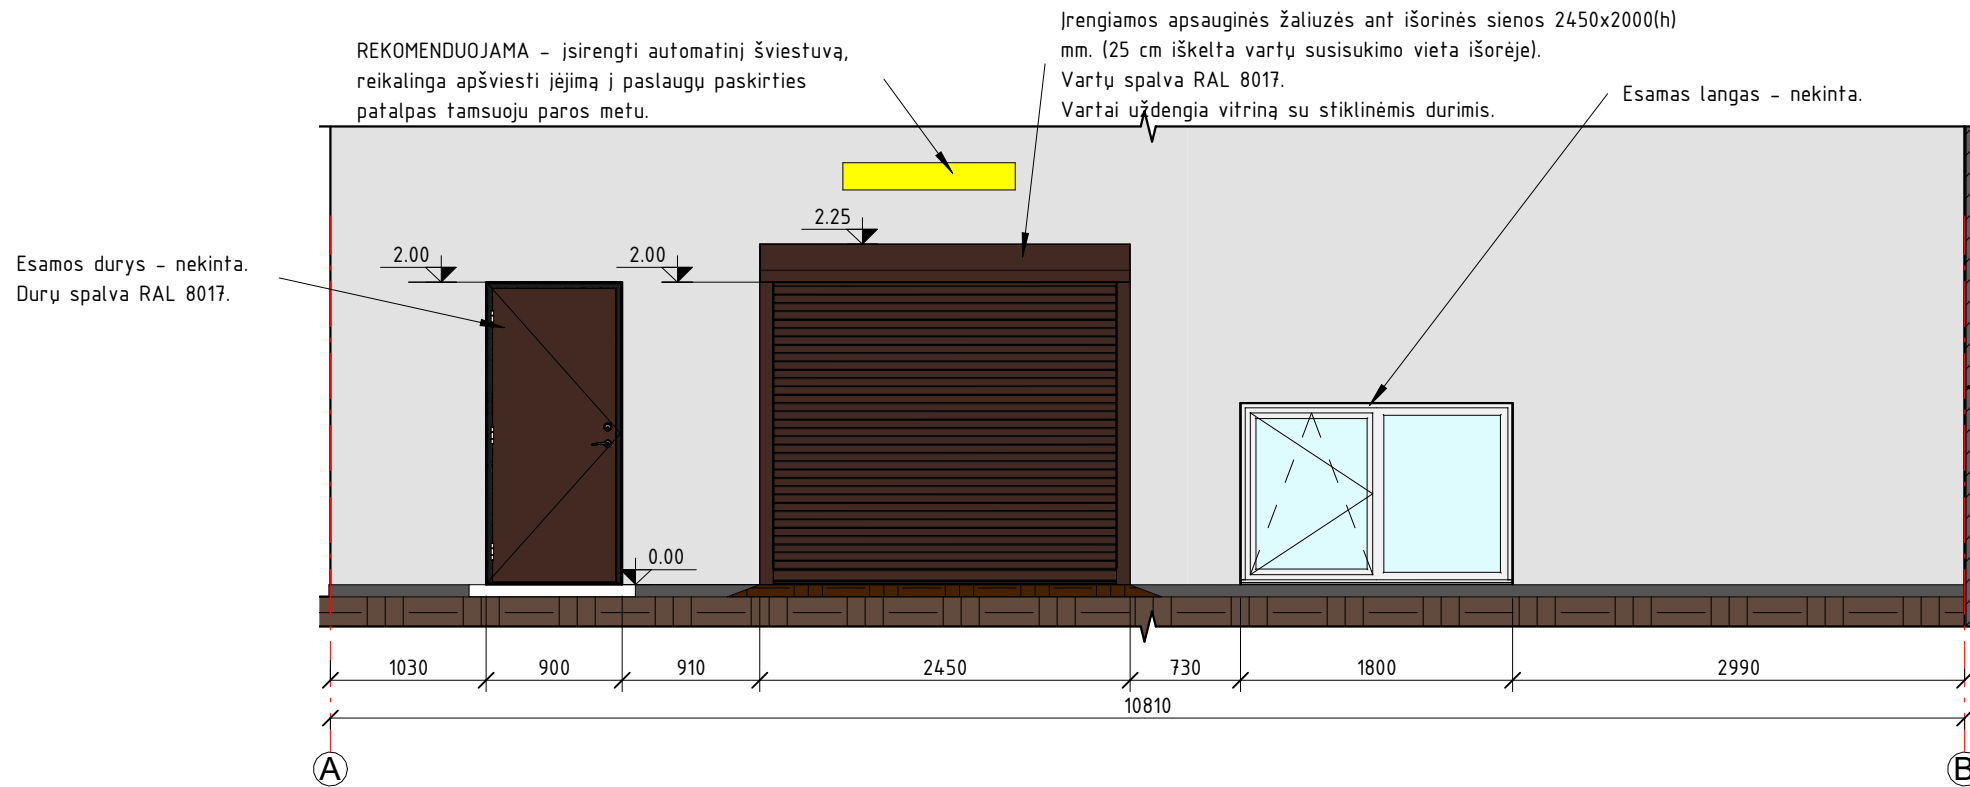 Įrengiamos apsauginės žaliuzės ant išorinės sienos 2450x2000(h)
mm. (25 cm iškelta vartų susisukimo vieta išorėje).
Vartų spalva RAL 8017.
Vartai uždengia vitriną su stiklinėmis durimis.
REKOMENDUOJAMA - įsirengti automatinį šviestuvą,
reikalinga apšviesti įėjimą į paslaugų paskirties
patalpas tamsuoju paros metu.
Esamas langas - nekinta.
Esamos durys - nekinta.
Durų spalva RAL 8017.
2.25
2.00
2.00
0.00
1030 900 910 2450 730 1800 2990
10810
A B